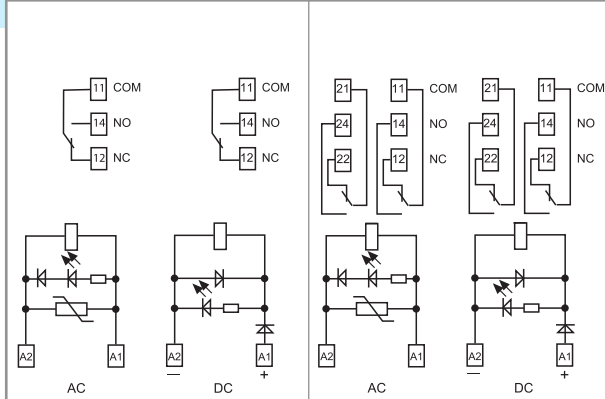 11 COM 11 COM 21 11 COM 21 11 COM
14 NO 14 NO 24 14 NO 24 14 NO
12 NC 12 NC 22 12 NC 22 12 NC
A2 A1 A2 A1 A2 A1 A2 A1
— + — +
AC DC AC DC